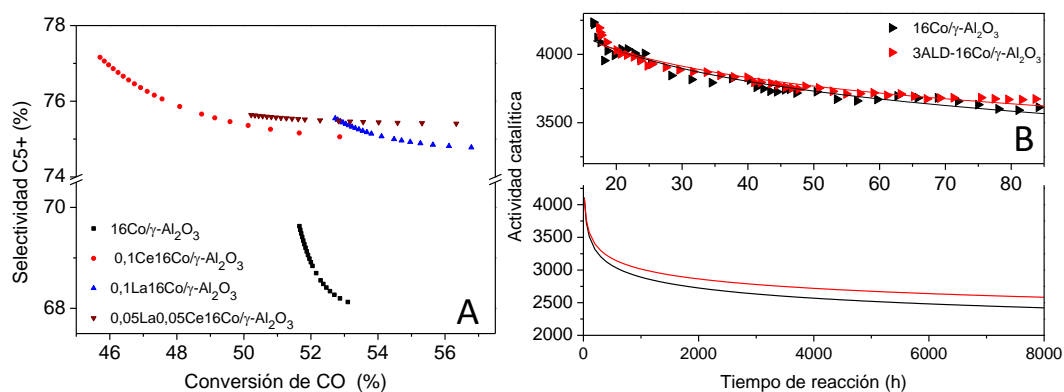 78
76
74
70
68
Selectividad C5+ (%)
16Co/γ-Al₂O₃
0,1Ce16Co/γ-Al₂O₃
0,1La16Co/γ-Al₂O₃
0,05La0,05Ce16Co/γ-Al₂O₃
A
46 48 50 52 54 56
Conversión de CO (%)
B
16Co/γ-Al₂O₃
3ALD-16Co/γ-Al₂O₃
4000
3500
20 30 40 50 60 70 80
Actividad catalítica
4000
3500
3000
2500
2000
0 2000 4000 6000 8000
Tiempo de reacción (h)